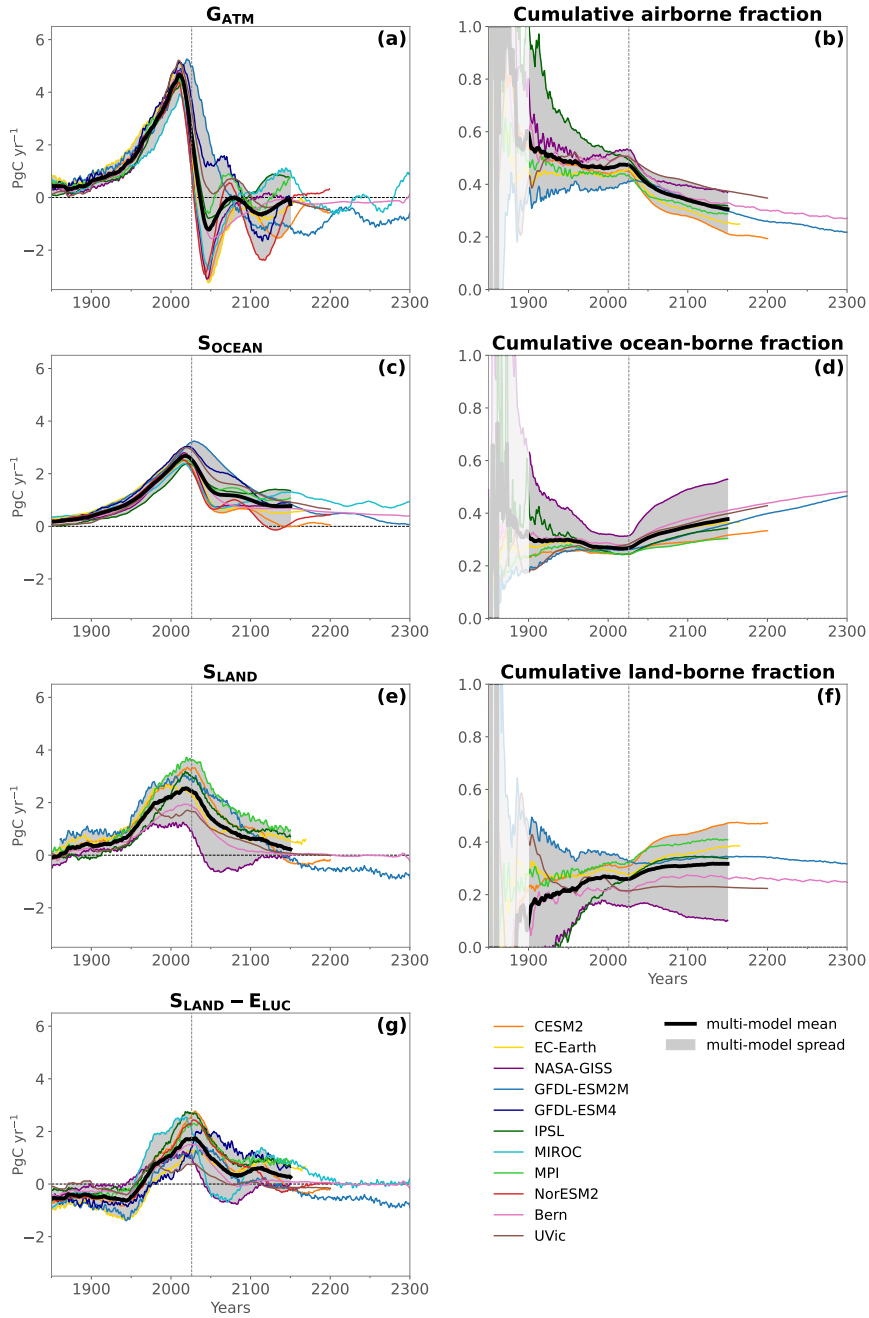 G_ATM
(a)
PgC yr⁻¹
6
4
2
0
−2
1900 2000 2100 2200 2300
Cumulative airborne fraction
(b)
1.0
0.8
0.6
0.4
0.2
0.0
1900 2000 2100 2200 2300
S_OCEAN
(c)
PgC yr⁻¹
6
4
2
0
−2
1900 2000 2100 2200 2300
Cumulative ocean-borne fraction
(d)
1.0
0.8
0.6
0.4
0.2
0.0
1900 2000 2100 2200 2300
S_LAND
(e)
PgC yr⁻¹
6
4
2
0
−2
1900 2000 2100 2200 2300
Cumulative land-borne fraction
(f)
1.0
0.8
0.6
0.4
0.2
0.0
1900 2000 2100 2200 2300
Years
S_LAND − E_LUC
(g)
PgC yr⁻¹
6
4
2
0
−2
1900 2000 2100 2200 2300
Years
CESM2
EC-Earth
NASA-GISS
GFDL-ESM2M
GFDL-ESM4
IPSL
MIROC
MPI
NorESM2
Bern
UVic
multi-model mean
multi-model spread